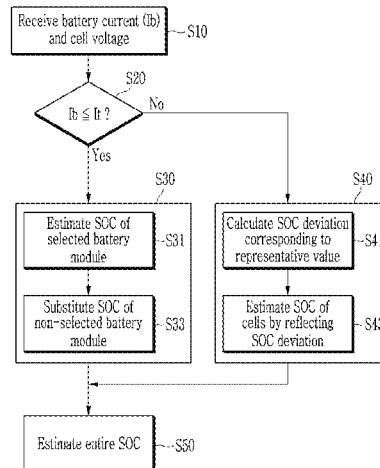 Receive battery current (Ib)
and cell voltage
S10
S20
Ib ≦ It ?
No
Yes
S30
S40
Estimate SOC of
selected battery
module
S31
Calculate SOC deviation
corresponding to
representative value
S41
Substitute SOC of
non-selected battery
module
S33
Estimate SOC of
cells by reflecting
SOC deviation
S43
Estimate entire SOC
S50